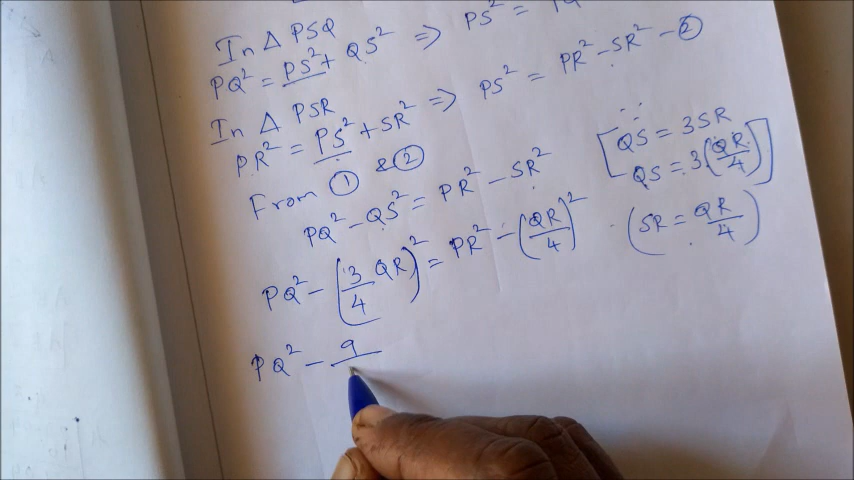 In Δ PSQ
PQ² = PS² + QS² => PS² =
In Δ PSR
PR² = PS² + SR² => PS² = PR² - SR² - ②
From ① & ②
PQ² - QS² = PR² - SR²
[∵ QS = 3SR
QS = 3(QR/4)]
PQ² - (3/4 QR)² = PR² - (QR/4)² (SR = QR/4)
PQ² - 9